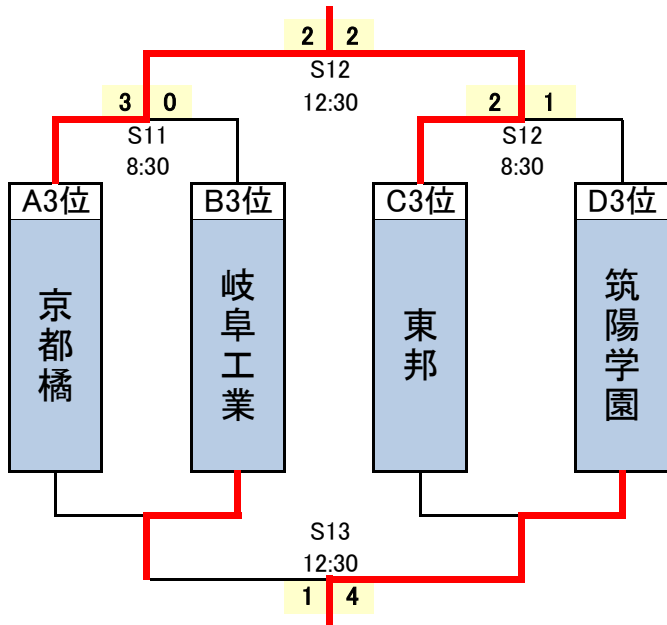 2 2
S12
12:30
3 0
2 1
S11
8:30
S12
8:30
A3位
B3位
C3位
D3位
京都橘
岐阜工業
東邦
筑陽学園
S13
12:30
1 4